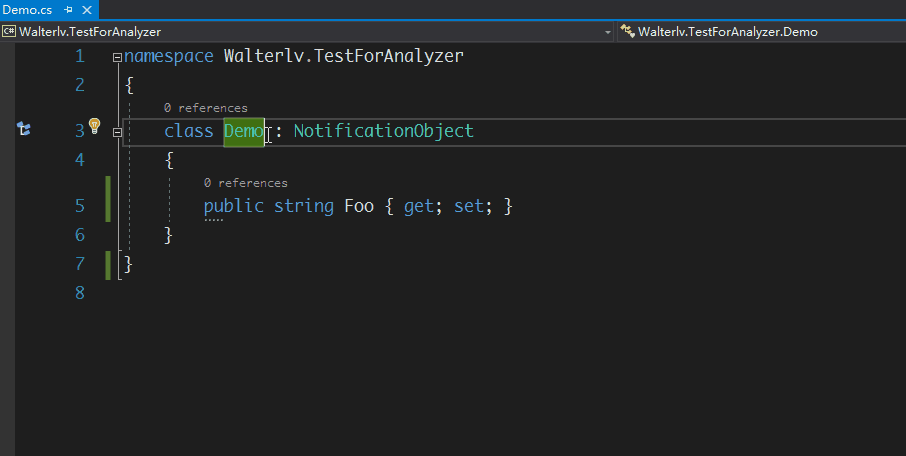 Demo.cs
C# Walterlv.TestForAnalyzer Walterlv.TestForAnalyzer.Demo
1 namespace Walterlv.TestForAnalyzer
2 {
0 references
3 class Demo : NotificationObject
4 {
0 references
5 public string Foo { get; set; }
6 }
7 }
8